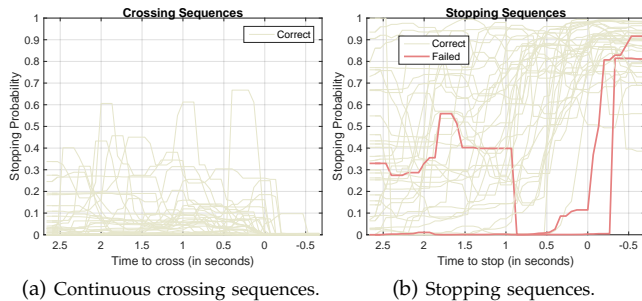 Crossing Sequences
Correct
Stopping Probability
1
0.9
0.8
0.7
0.6
0.5
0.4
0.3
0.2
0.1
0
2.5 2 1.5 1 0.5 0 -0.5
Time to cross (in seconds)
(a) Continuous crossing sequences.
Stopping Sequences
Correct
Failed
Stopping Probability
1
0.9
0.8
0.7
0.6
0.5
0.4
0.3
0.2
0.1
0
2.5 2 1.5 1 0.5 0 -0.5
Time to stop (in seconds)
(b) Stopping sequences.